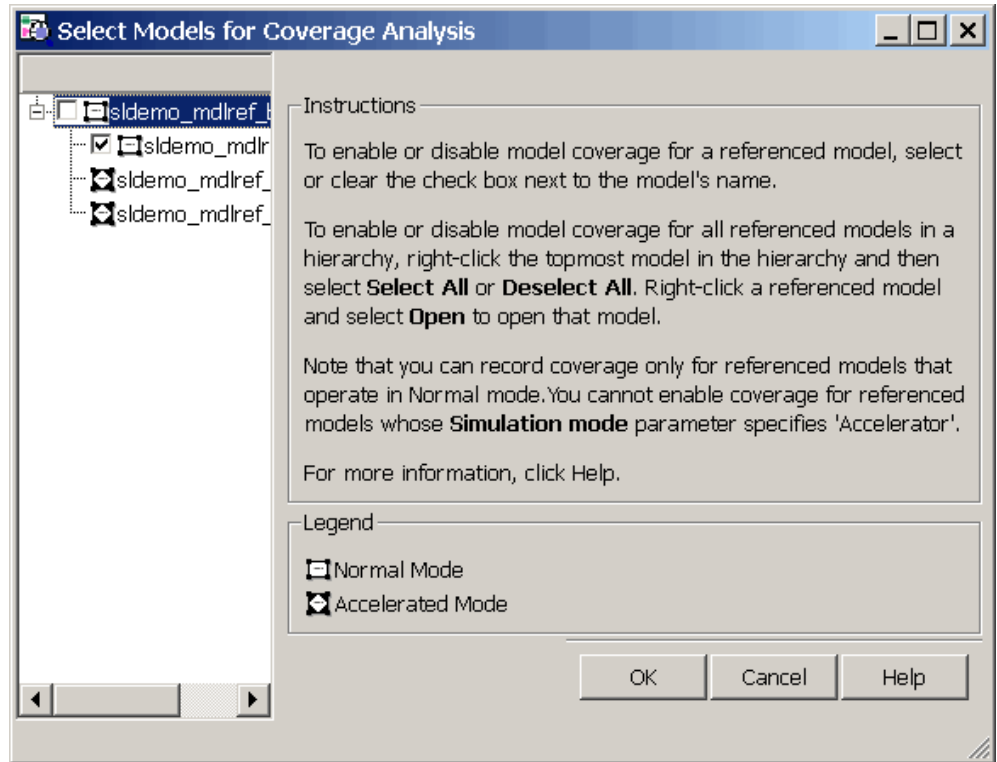 Select Models for Coverage Analysis
sldemo_mdlref_
sldemo_mdlr
sldemo_mdlref_
sldemo_mdlref_
Instructions
To enable or disable model coverage for a referenced model, select
or clear the check box next to the model's name.
To enable or disable model coverage for all referenced models in a
hierarchy, right-click the topmost model in the hierarchy and then
select Select All or Deselect All. Right-click a referenced model
and select Open to open that model.
Note that you can record coverage only for referenced models that
operate in Normal mode.You cannot enable coverage for referenced
models whose Simulation mode parameter specifies 'Accelerator'.
For more information, click Help.
Legend
Normal Mode
Accelerated Mode
OK Cancel Help